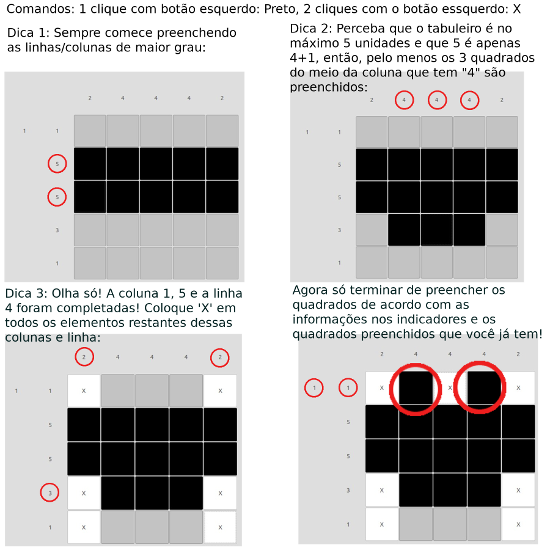 Comandos: 1 clique com botão esquerdo: Preto, 2 cliques com o botão essquerdo: X
Dica 1: Sempre comece preenchendo
as linhas/colunas de maior grau:
2 4 4 4 2
1 1
5
5
3
1
Dica 2: Perceba que o tabuleiro é no
máximo 5 unidades e que 5 é apenas
4+1, então, pelo menos os 3 quadrados
do meio da coluna que tem "4" são
preenchidos:
2 4 4 4 2
1 1
5
5
3
1
Dica 3: Olha só! A coluna 1, 5 e a linha
4 foram completadas! Coloque 'X' em
todos os elementos restantes dessas
colunas e linha:
2 4 4 4 2
1 1 X X
5
5
3 X X
1 X X
Agora só terminar de preencher os
quadrados de acordo com as
informações nos indicadores e os
quadrados preenchidos que você já tem!
2 4 4 4 2
1 1 X X X
5
5
3 X X
1 X X